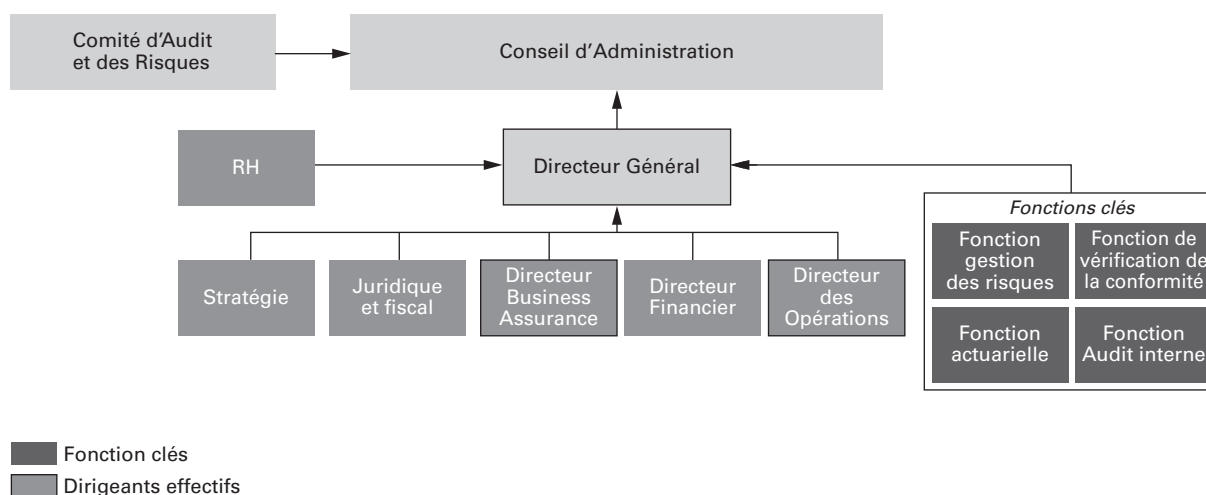 Comité d'Audit
et des Risques
Conseil d'Administration
RH
Directeur Général
Fonctions clés
Fonction
gestion
des risques
Fonction de
vérification de
la conformité
Fonction
actuarielle
Fonction
Audit interne
Stratégie
Juridique
et fiscal
Directeur
Business
Assurance
Directeur
Financier
Directeur
des
Opérations
Fonction clés
Dirigeants effectifs